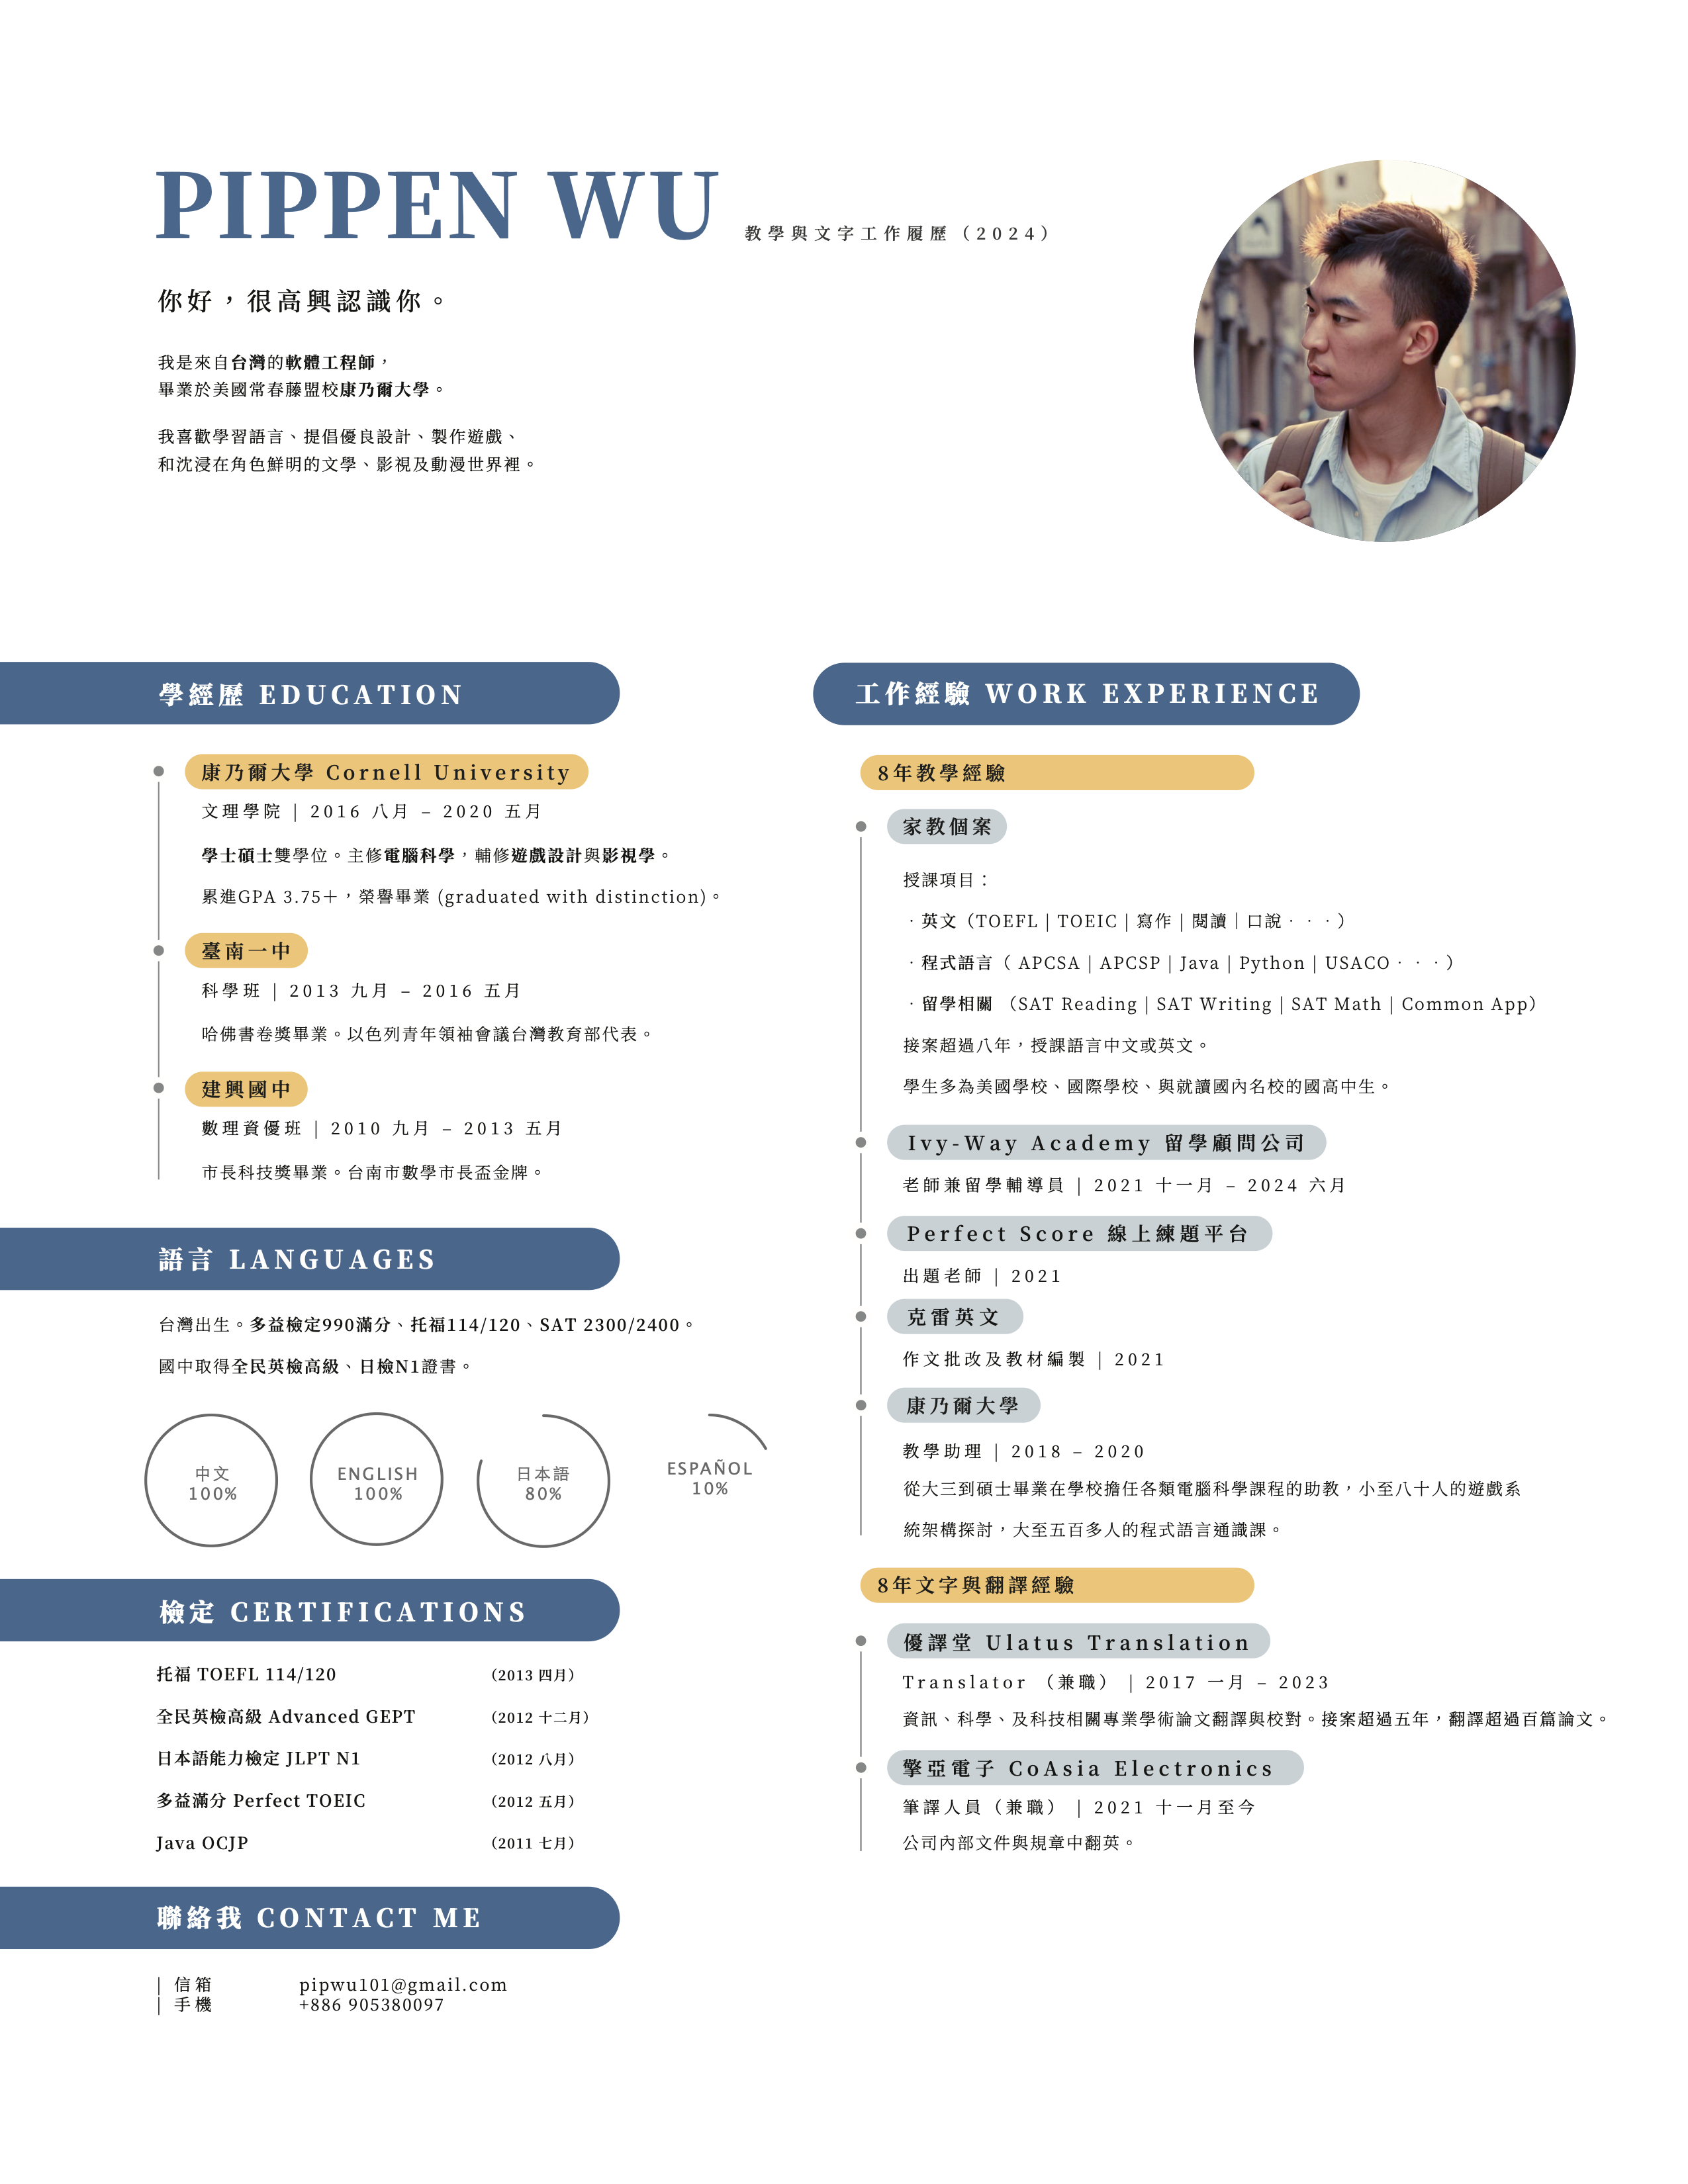 PIPPEN WU 教學與文字工作履歷（2024）
你好，很高興認識你。
我是來自台灣的軟體工程師，
畢業於美國常春藤盟校康乃爾大學。
我喜歡學習語言、提倡優良設計、製作遊戲、
和沈浸在角色鮮明的文學、影視及動漫世界裡。
學經歷 EDUCATION
康乃爾大學 Cornell University
文理學院 | 2016 八月 – 2020 五月
學士碩士雙學位。主修電腦科學，輔修遊戲設計與影視學。
累進GPA 3.75＋，榮譽畢業 (graduated with distinction)。
臺南一中
科學班 | 2013 九月 – 2016 五月
哈佛書卷獎畢業。以色列青年領袖會議台灣教育部代表。
建興國中
數理資優班 | 2010 九月 – 2013 五月
市長科技獎畢業。台南市數學市長盃金牌。
語言 LANGUAGES
台灣出生。多益檢定990滿分、托福114/120、SAT 2300/2400。
國中取得全民英檢高級、日檢N1證書。
中文
100%
ENGLISH
100%
日本語
80%
ESPAÑOL
10%
檢定 CERTIFICATIONS
托福 TOEFL 114/120 （2013 四月）
全民英檢高級 Advanced GEPT （2012 十二月）
日本語能力檢定 JLPT N1 （2012 八月）
多益滿分 Perfect TOEIC （2012 五月）
Java OCJP （2011 七月）
聯絡我 CONTACT ME
| 信箱 pipwu101@gmail.com
| 手機 +886 905380097
工作經驗 WORK EXPERIENCE
8年教學經驗
家教個案
授課項目：
· 英文（TOEFL | TOEIC | 寫作 | 閱讀 | 口說 · · · ）
· 程式語言（ APCSA | APCSP | Java | Python | USACO · · · ）
· 留學相關 （SAT Reading | SAT Writing | SAT Math | Common App）
接案超過八年，授課語言中文或英文。
學生多為美國學校、國際學校、與就讀國內名校的國高中生。
Ivy-Way Academy 留學顧問公司
老師兼留學輔導員 | 2021 十一月 – 2024 六月
Perfect Score 線上練題平台
出題老師 | 2021
克雷英文
作文批改及教材編製 | 2021
康乃爾大學
教學助理 | 2018 – 2020
從大三到碩士畢業在學校擔任各類電腦科學課程的助教，小至八十人的遊戲系
統架構探討，大至五百多人的程式語言通識課。
8年文字與翻譯經驗
優譯堂 Ulatus Translation
Translator （兼職） | 2017 一月 – 2023
資訊、科學、及科技相關專業學術論文翻譯與校對。接案超過五年，翻譯超過百篇論文。
擎亞電子 CoAsia Electronics
筆譯人員（兼職） | 2021 十一月至今
公司內部文件與規章中翻英。